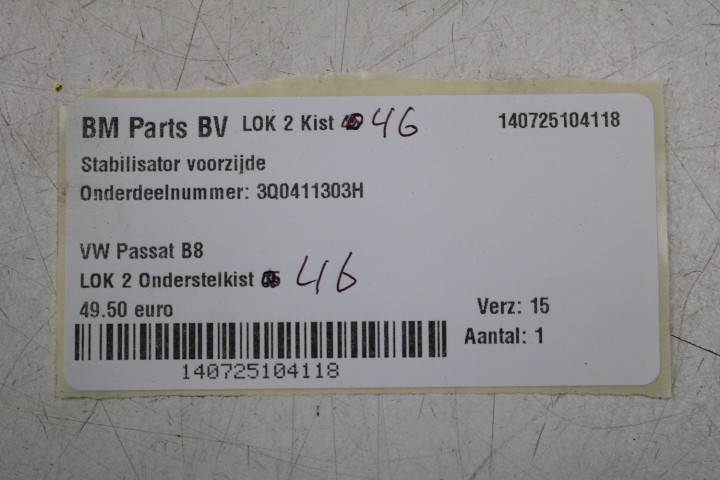 BM Parts BV LOK 2 Kist 46 140725104118
Stabilisator voorzijde
Onderdeelnummer: 3Q0411303H
VW Passat B8
LOK 2 Onderstelkist 46
49.50 euro Verz: 15
Aantal: 1
140725104118